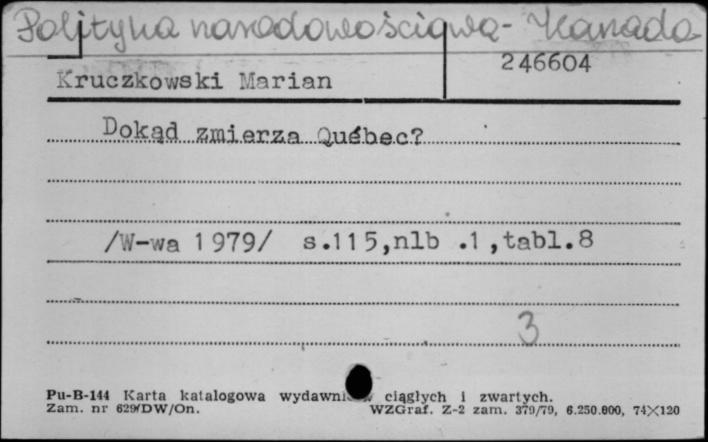 Polityka narodowościowa - Kanada
246604
Kruczkowski Marian
Dokąd zmierza Québec?
/W-wa 1979/ s.115,nlb .1,tabl.8
3
Pu-B-144 Karta katalogowa ciągłych i zwartych.
Zam. nr 629/DW/On. WZGraf. Z-2 zam. 379/79, 6.250.000, 74×120